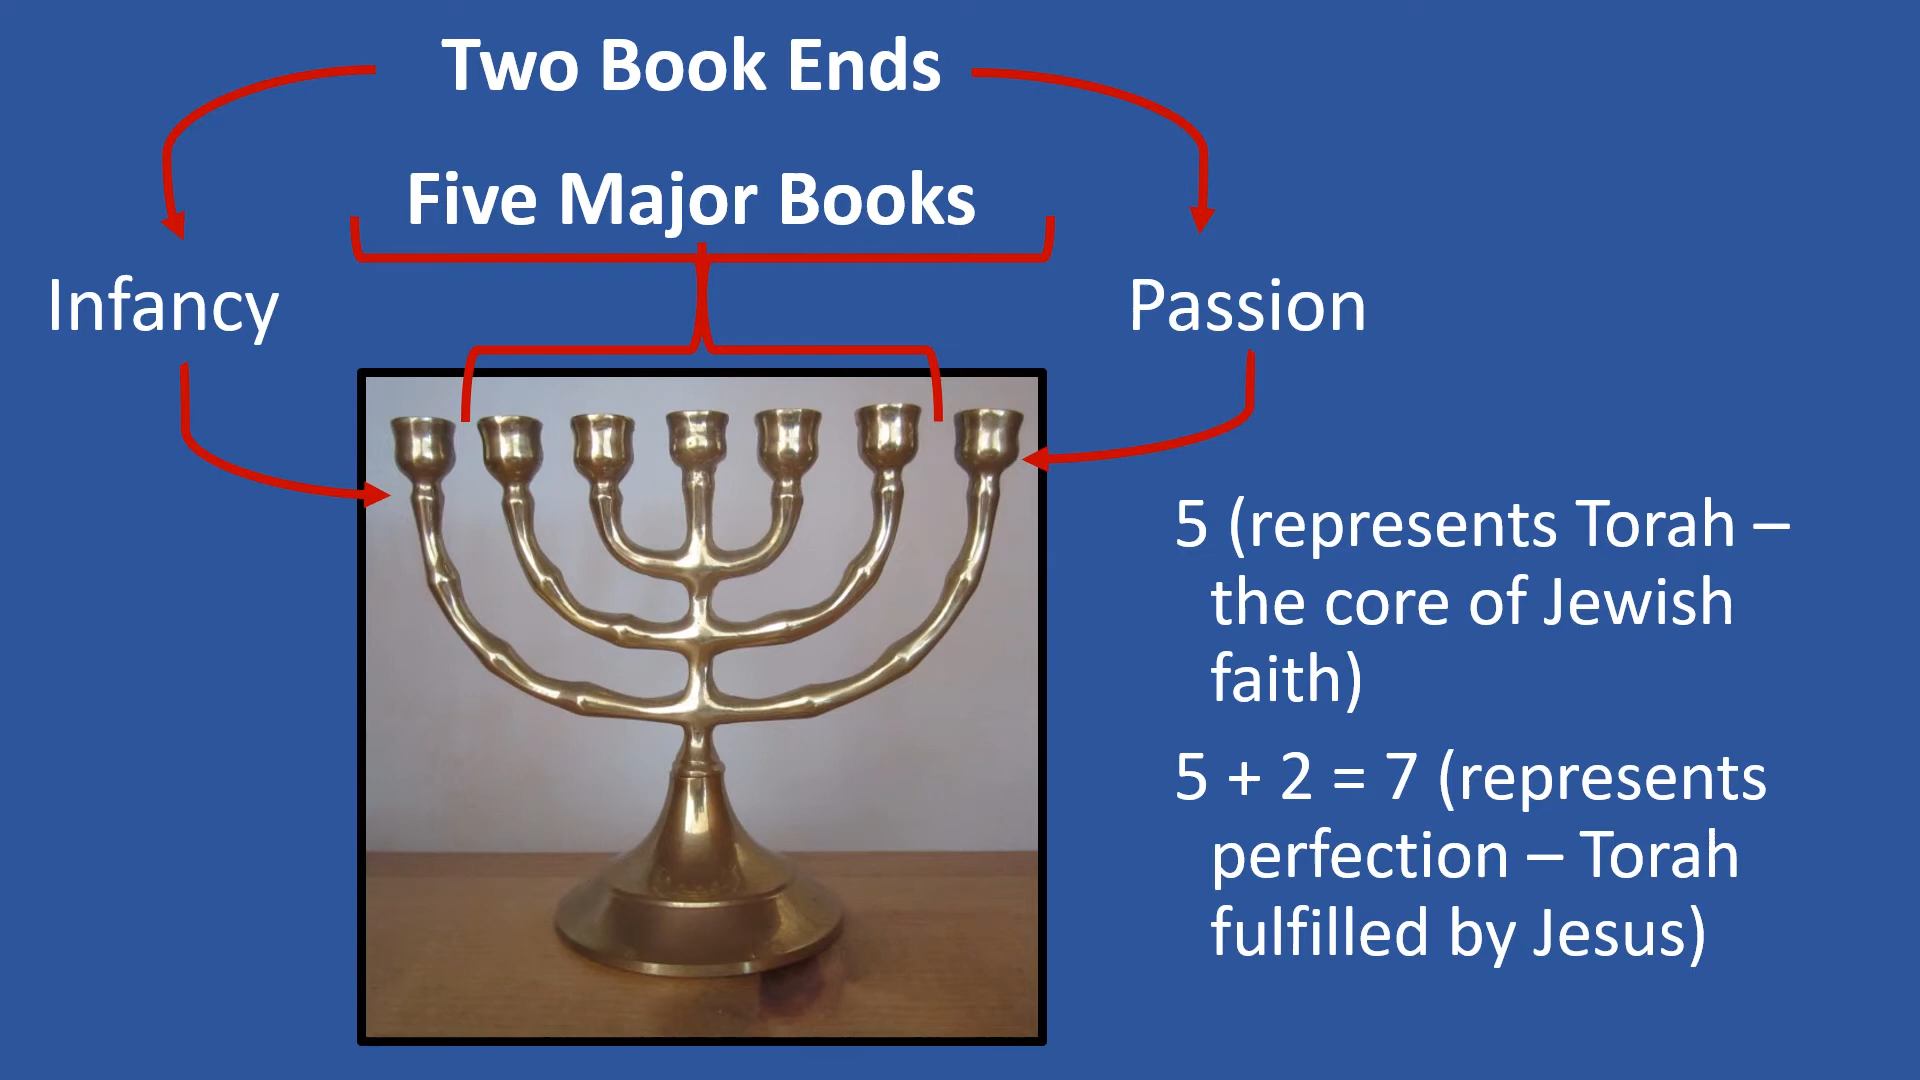 Two Book Ends
Five Major Books
Infancy
Passion
5 (represents Torah –
the core of Jewish
faith)
5 + 2 = 7 (represents
perfection – Torah
fulfilled by Jesus)